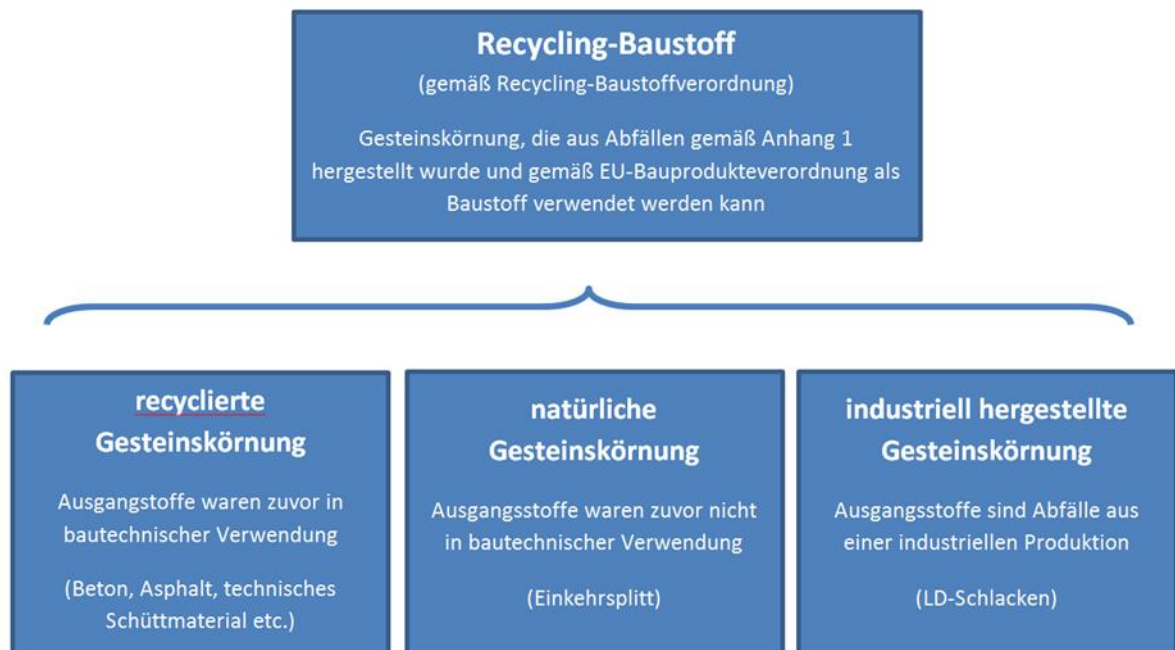 Recycling-Baustoff
(gemäß Recycling-Baustoffverordnung)
Gesteinskörnung, die aus Abfällen gemäß Anhang 1
hergestellt wurde und gemäß EU-Bauprodukteverordnung als
Baustoff verwendet werden kann
recyclierte
Gesteinskörnung
Ausgangstoffe waren zuvor in
bautechnischer Verwendung
(Beton, Asphalt, technisches
Schüttmaterial etc.)
natürliche
Gesteinskörnung
Ausgangsstoffe waren zuvor nicht
in bautechnischer Verwendung
(Einkehrsplitt)
industriell hergestellte
Gesteinskörnung
Ausgangsstoffe sind Abfälle aus
einer industriellen Produktion
(LD-Schlacken)